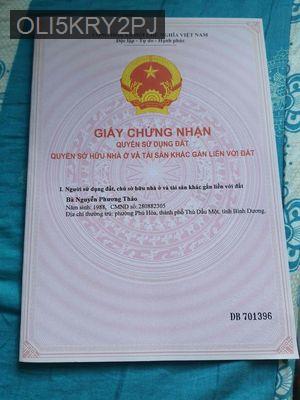 OLI5KRY2PJ
NGHĨA VIỆT NAM
Độc lập - Tự do - Hạnh phúc
GIẤY CHỨNG NHẬN
QUYỀN SỬ DỤNG ĐẤT
QUYỀN SỞ HỮU NHÀ Ở VÀ TÀI SẢN KHÁC GẮN LIỀN VỚI ĐẤT
I. Người sử dụng đất, chủ sở hữu nhà ở và tài sản khác gắn liền với đất
Bà Nguyễn Phương Thảo
Năm sinh: 1988, CMND số: 280882305
Địa chỉ thường trú: phường Phú Hòa, thành phố Thủ Dầu Một, tỉnh Bình Dương.
DB 701396